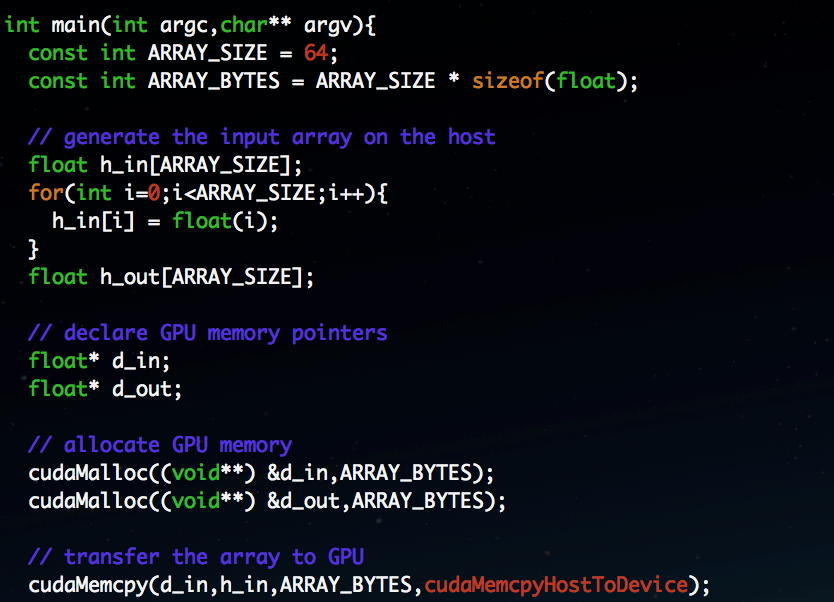 int main(int argc,char** argv){
  const int ARRAY_SIZE = 64;
  const int ARRAY_BYTES = ARRAY_SIZE * sizeof(float);

  // generate the input array on the host
  float h_in[ARRAY_SIZE];
  for(int i=0;i<ARRAY_SIZE;i++){
    h_in[i] = float(i);
  }
  float h_out[ARRAY_SIZE];

  // declare GPU memory pointers
  float* d_in;
  float* d_out;

  // allocate GPU memory
  cudaMalloc((void**) &d_in,ARRAY_BYTES);
  cudaMalloc((void**) &d_out,ARRAY_BYTES);

  // transfer the array to GPU
  cudaMemcpy(d_in,h_in,ARRAY_BYTES,cudaMemcpyHostToDevice);